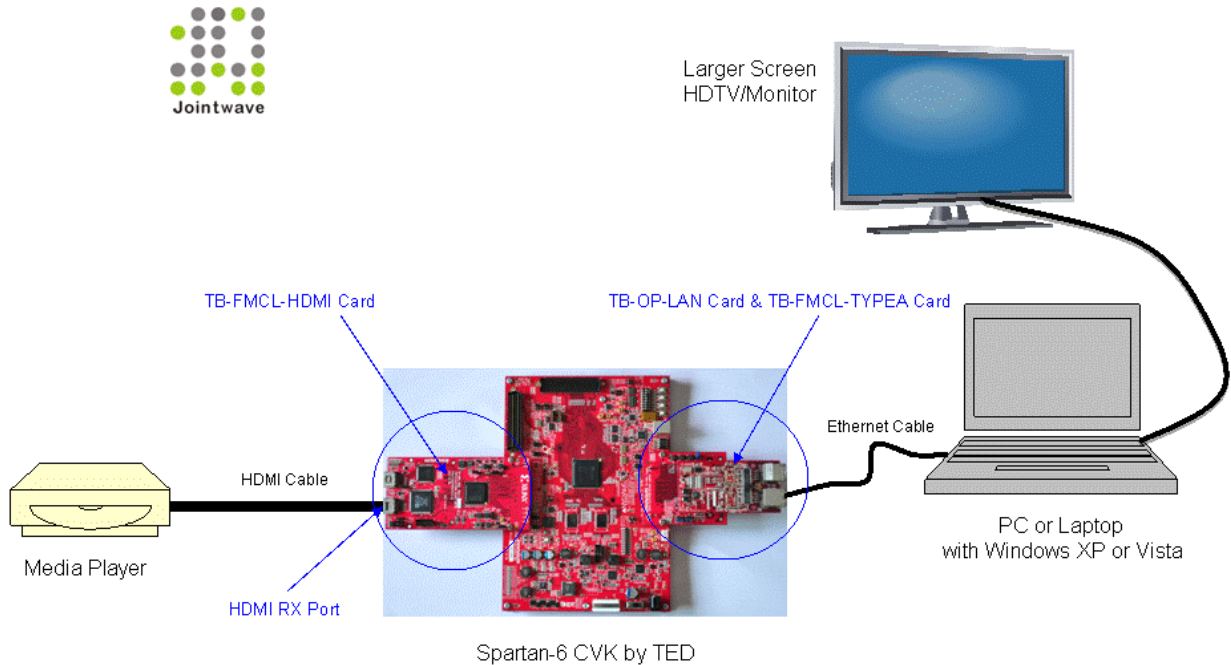 Jointwave
Larger Screen
HDTV/Monitor
TB-FMCL-HDMI Card
TB-OP-LAN Card & TB-FMCL-TYPEA Card
Ethernet Cable
HDMI Cable
Media Player
HDMI RX Port
PC or Laptop
with Windows XP or Vista
Spartan-6 CVK by TED